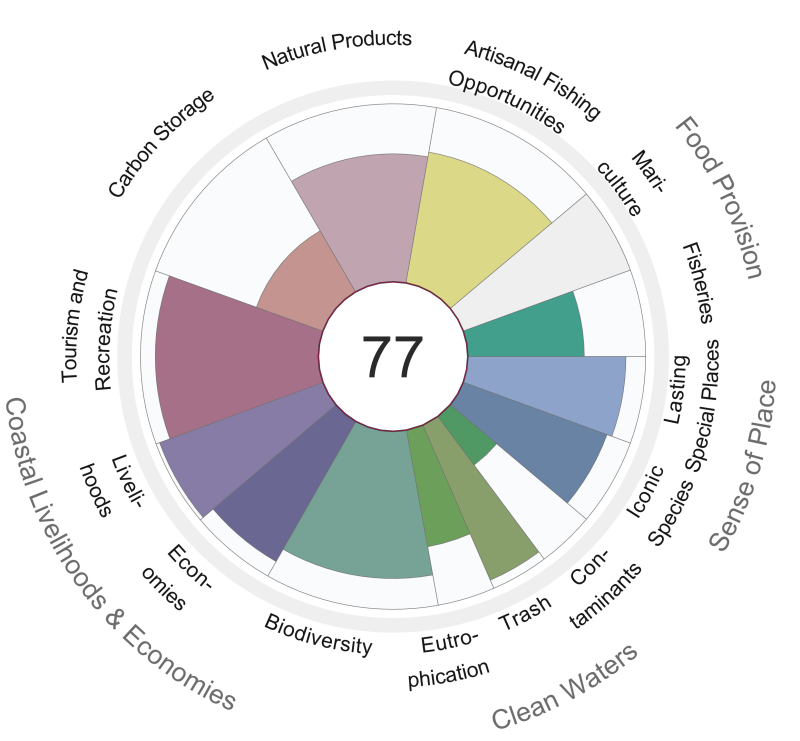 Natural Products
Artisanal Fishing
Opportunities
Mari-
culture
Food Provision
Fisheries
Lasting
Special Places
Sense of Place
Iconic
Species
Con-
taminants
Trash
Clean Waters
Eutro-
phication
Biodiversity
Econ-
omies
Liveli-
hoods
Coastal Livelihoods & Economies
Tourism and
Recreation
Carbon Storage
77